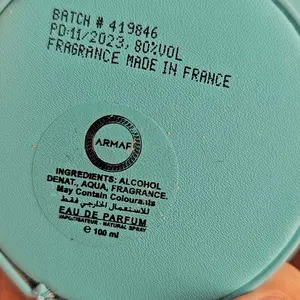 BATCH # 419846
PD:11/2023, 80%VOL
FRAGRANCE MADE IN FRANCE
ARMAF
INGREDIENTS: ALCOHOL
DENAT., AQUA, FRAGRANCE.
May Contain Colourants
للاستعمال الخارجي فقط
EAU DE PARFUM
VAPORISATEUR - NATURAL SPRAY
e 100 ml